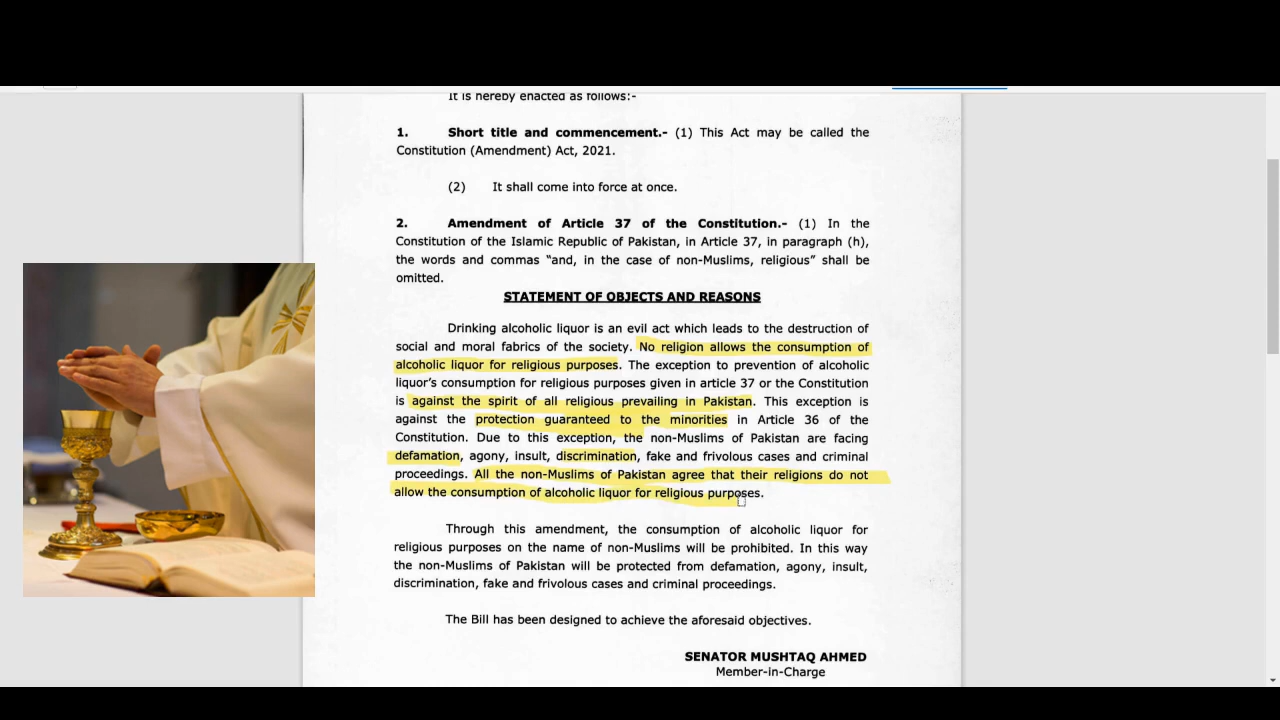 It is hereby enacted as follows:-
1. Short title and commencement.- (1) This Act may be called the
Constitution (Amendment) Act, 2021.
(2) It shall come into force at once.
2. Amendment of Article 37 of the Constitution.- (1) In the
Constitution of the Islamic Republic of Pakistan, in Article 37, in paragraph (h),
the words and commas "and, in the case of non-Muslims, religious" shall be
omitted.
STATEMENT OF OBJECTS AND REASONS
Drinking alcoholic liquor is an evil act which leads to the destruction of
social and moral fabrics of the society. No religion allows the consumption of
alcoholic liquor for religious purposes. The exception to prevention of alcoholic
liquor's consumption for religious purposes given in article 37 or the Constitution
is against the spirit of all religious prevailing in Pakistan. This exception is
against the protection guaranteed to the minorities in Article 36 of the
Constitution. Due to this exception, the non-Muslims of Pakistan are facing
defamation, agony, insult, discrimination, fake and frivolous cases and criminal
proceedings. All the non-Muslims of Pakistan agree that their religions do not
allow the consumption of alcoholic liquor for religious purposes.
Through this amendment, the consumption of alcoholic liquor for
religious purposes on the name of non-Muslims will be prohibited. In this way
the non-Muslims of Pakistan will be protected from defamation, agony, insult,
discrimination, fake and frivolous cases and criminal proceedings.
The Bill has been designed to achieve the aforesaid objectives.
SENATOR MUSHTAQ AHMED
Member-in-Charge